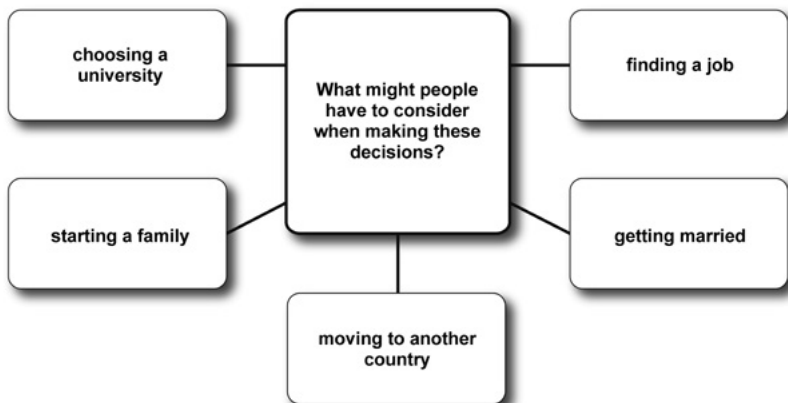 choosing a
university
What might people
have to consider
when making these
decisions?
finding a job
starting a family
getting married
moving to another
country